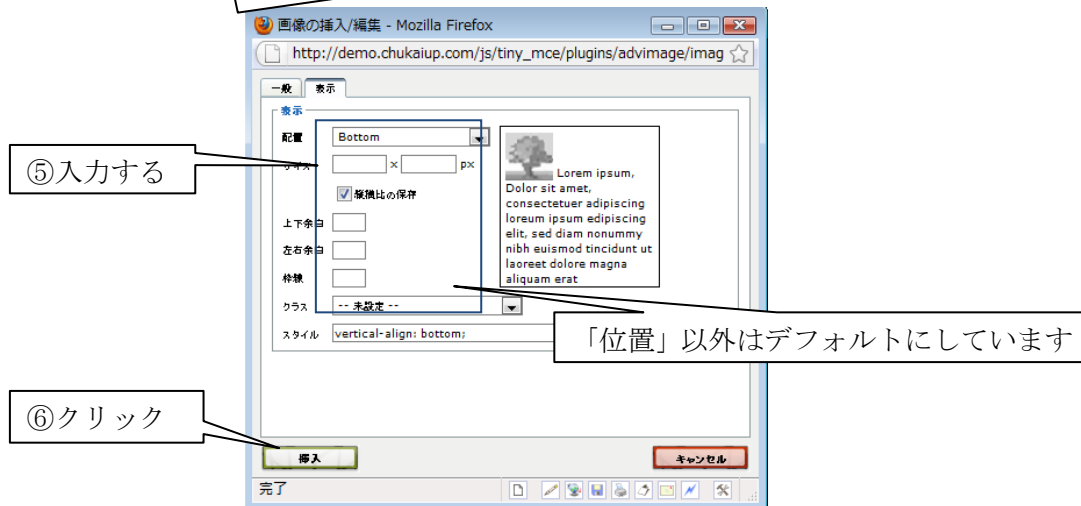 画像の挿入/編集 - Mozilla Firefox
http://demo.chukaiup.com/js/tiny_mce/plugins/advimage/imag
一般 表示
表示
配置 Bottom
⑤入力する
サイズ x px
縦横比の保存
上下余白
左右余白
枠線
クラス -- 未設定 --
スタイル vertical-align: bottom;
Lorem ipsum,
Dolor sit amet,
consectetuer adipiscing
loreum ipsum edipiscing
elit, sed diam nonummy
nibh euismod tincidunt ut
laoreet dolore magna
aliquam erat
「位置」以外はデフォルトにしています
⑥クリック
挿入 キャンセル
完了